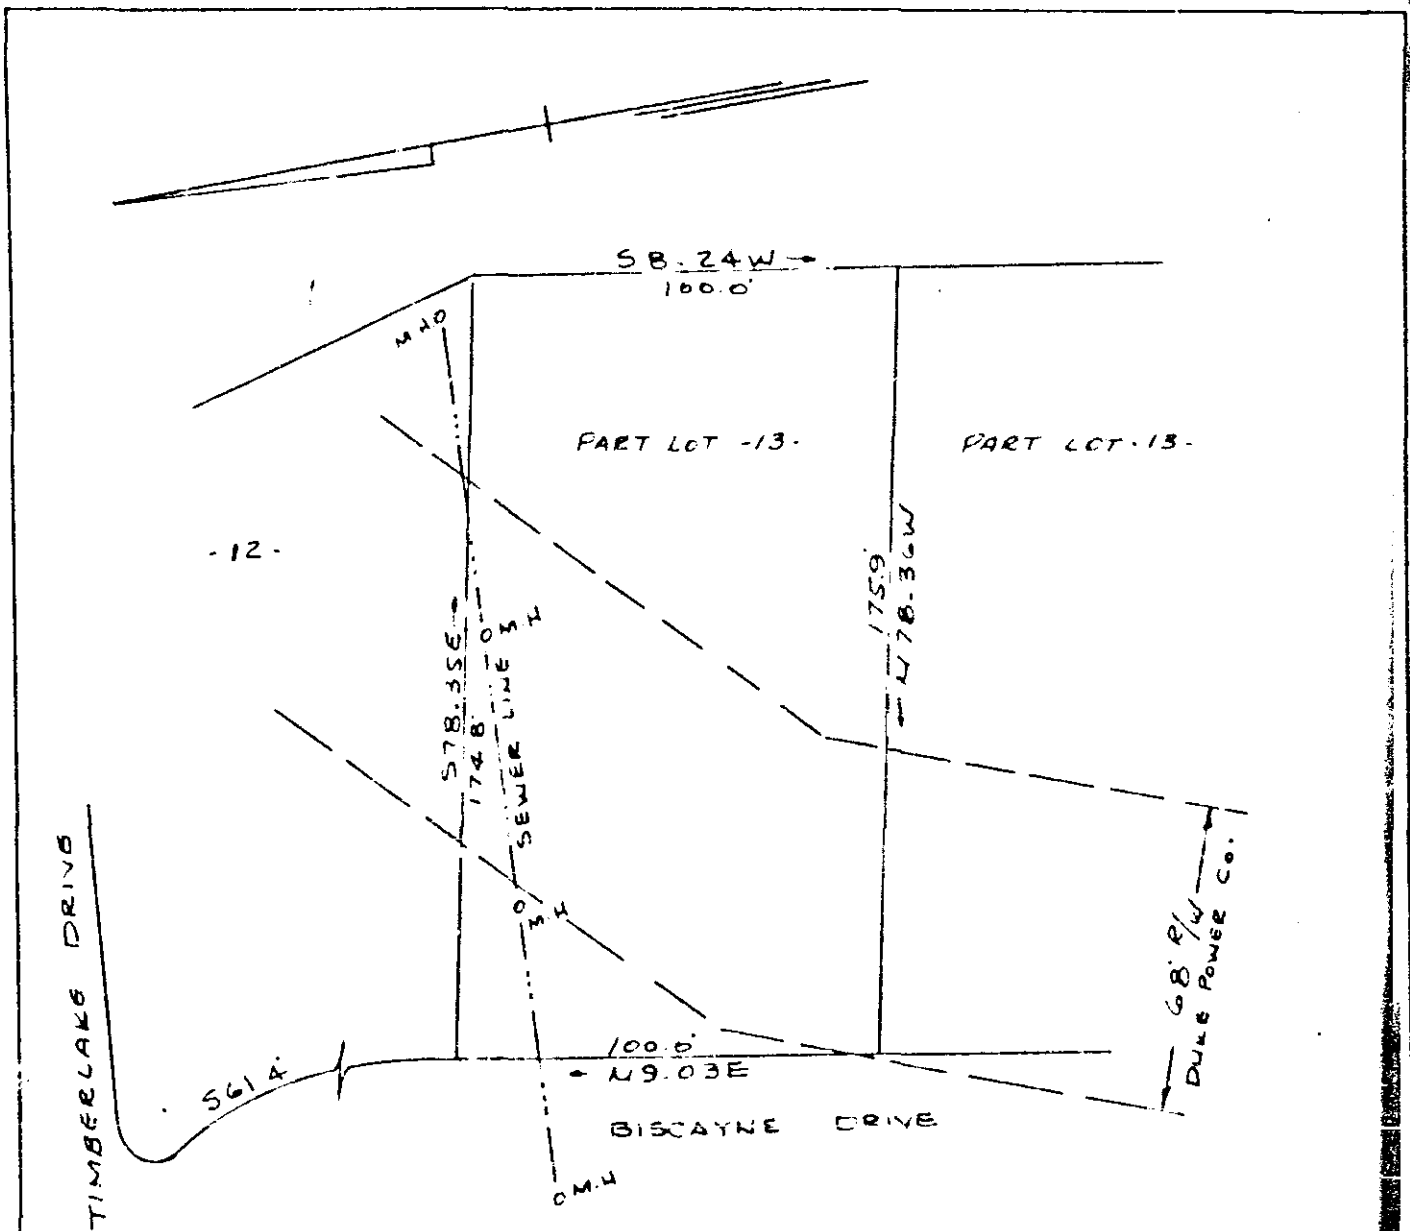 S 8.24 W
100.0'
M.H.
PART LOT -13-
PART LOT -13-
-12-
175.9'
N 78.36 W
S 78.35 E
174.8'
M.H.
SEWER LINE
M.H.
TIMBERLAKE DRIVE
68' R/W
DUKE POWER Co.
561.4'
100.0'
N 9.03 E
BISCAYNE DRIVE
M.H.